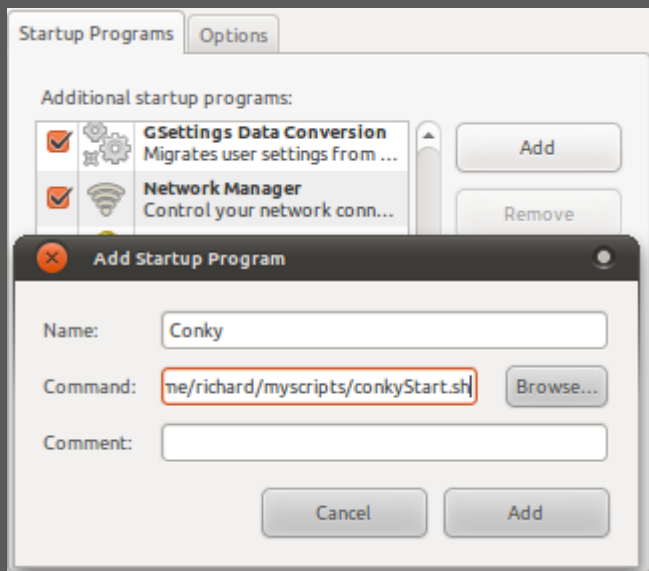 Startup Programs
Options
Additional startup programs:
GSettings Data Conversion
Migrates user settings from ...
Add
Network Manager
Control your network conn...
Remove
Add Startup Program
Name:
Conky
Command:
me/richard/myscripts/conkyStart.sh
Browse...
Comment:
Cancel
Add